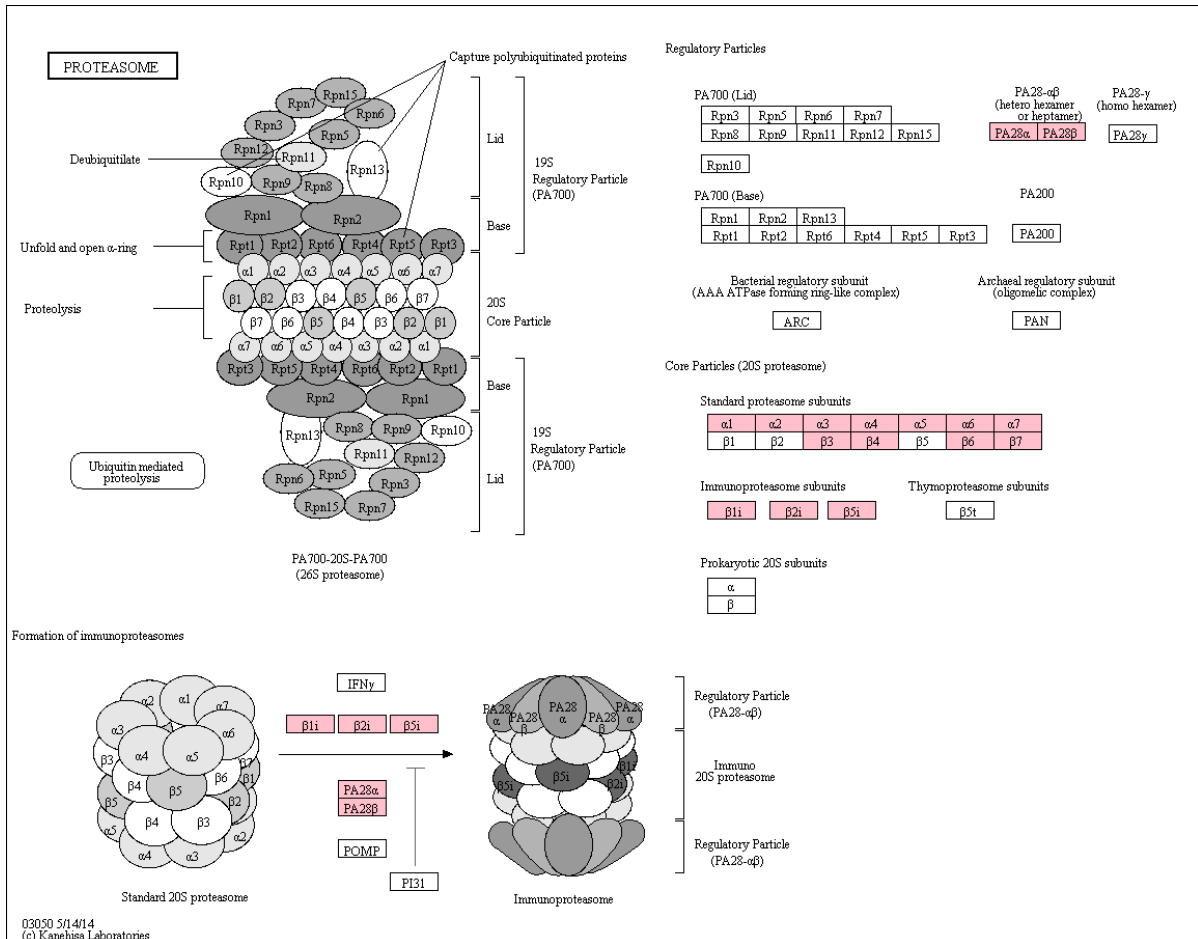 PROTEASOME
Capture polyubiquitinated proteins
Rpn15
Rpn7
Rpn6
Rpn3
Rpn5
Rpn12
Rpn11
Deubiquitilate
Rpn13
Rpn10
Rpn9
Rpn8
Lid
19S
Regulatory Particle
(PA700)
Rpn1 Rpn2
Base
Unfold and open α-ring
Rpt1 Rpt2 Rpt6 Rpt4 Rpt5 Rpt3
α1 α2 α3 α4 α5 α6 α7
Proteolysis
β1 β2 β3 β4 β5 β6 β7
20S
Core Particle
β7 β6 β5 β4 β3 β2 β1
α7 α6 α5 α4 α3 α2 α1
Rpt3 Rpt5 Rpt4 Rpt6 Rpt2 Rpt1
Base
Rpn2 Rpn1
Rpn13 Rpn8 Rpn9 Rpn10
19S
Regulatory Particle
(PA700)
Rpn11 Rpn12
Ubiquitin mediated
proteolysis
Rpn6 Rpn5 Rpn3
Lid
Rpn15 Rpn7
PA700-20S-PA700
(26S proteasome)
Regulatory Particles
PA700 (Lid)
Rpn3 Rpn5 Rpn6 Rpn7
Rpn8 Rpn9 Rpn11 Rpn12 Rpn15
Rpn10
PA28-αβ
(hetero hexamer
or heptamer)
PA28α PA28β
PA28-γ
(homo hexamer)
PA28γ
PA700 (Base)
Rpn1 Rpn2 Rpn13
Rpt1 Rpt2 Rpt6 Rpt4 Rpt5 Rpt3
PA200
PA200
Bacterial regulatory subunit
(AAA ATPase forming ring-like complex)
ARC
Archaeal regulatory subunit
(oligomelic complex)
PAN
Core Particles (20S proteasome)
Standard proteasome subunits
α1 α2 α3 α4 α5 α6 α7
β1 β2 β3 β4 β5 β6 β7
Immunoproteasome subunits
β1i β2i β5i
Thymoproteasome subunits
β5t
Prokaryotic 20S subunits
α
β
Formation of immunoproteasomes
α2 α1 α7
α3 α6
α4 α5
β3 β7
β4 β6 β1
β5
β5 β2
β4 β3
α5 α2
α4 α3
Standard 20S proteasome
IFNγ
β1i β2i β5i
PA28α
PA28β
POMP
PI31
PA28 α PA28 β PA28 α PA28 β PA28 α
β1i
β5i β5i β2i
Immunoproteasome
Regulatory Particle
(PA28-αβ)
Immuno
20S proteasome
Regulatory Particle
(PA28-αβ)
03050 5/14/14
(c) Kanehisa Laboratories